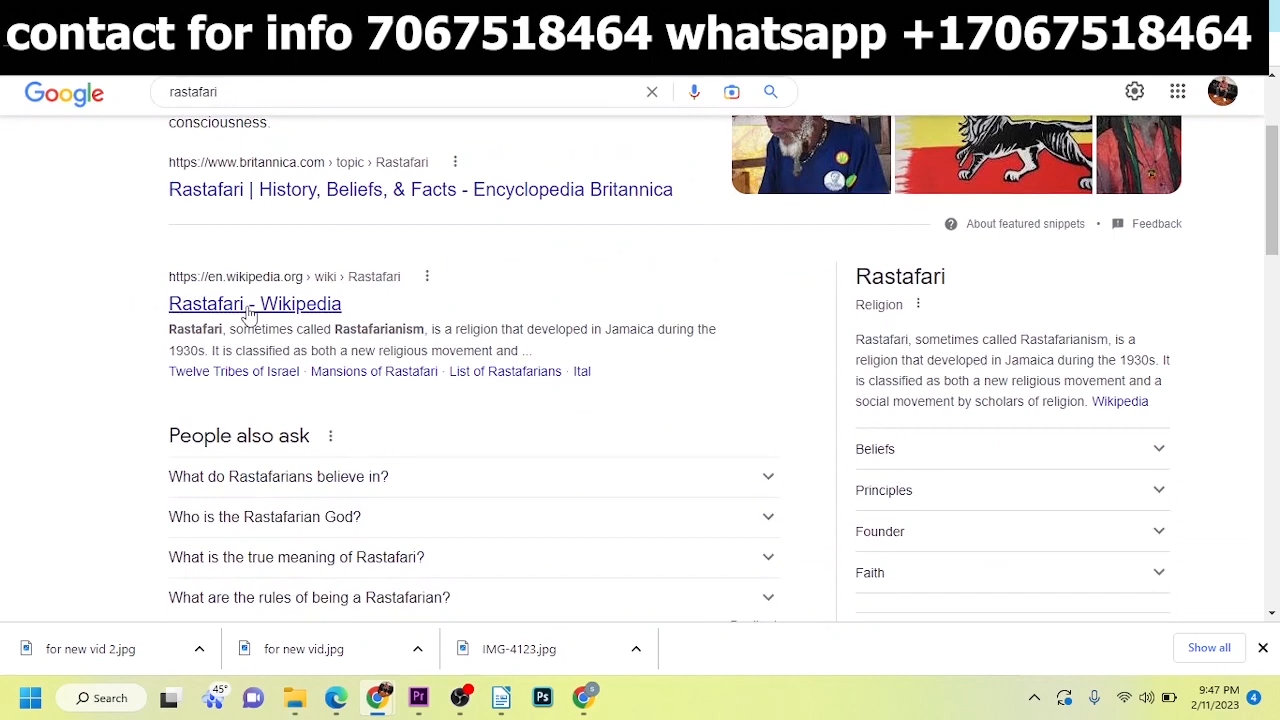 contact for info 7067518464 whatsapp +17067518464
Google
rastafari
consciousness.
https://www.britannica.com › topic › Rastafari
Rastafari | History, Beliefs, & Facts - Encyclopedia Britannica
About featured snippets • Feedback
https://en.wikipedia.org › wiki › Rastafari
Rastafari - Wikipedia
Rastafari, sometimes called Rastafarianism, is a religion that developed in Jamaica during the
1930s. It is classified as both a new religious movement and ...
Twelve Tribes of Israel · Mansions of Rastafari · List of Rastafarians · Ital
People also ask
What do Rastafarians believe in?
Who is the Rastafarian God?
What is the true meaning of Rastafari?
What are the rules of being a Rastafarian?
Rastafari
Religion
Rastafari, sometimes called Rastafarianism, is a
religion that developed in Jamaica during the 1930s. It
is classified as both a new religious movement and a
social movement by scholars of religion. Wikipedia
Beliefs
Principles
Founder
Faith
for new vid 2.jpg
for new vid.jpg
IMG-4123.jpg
Show all
Search
45°
Pr
Ps
S
9:47 PM
2/11/2023
4